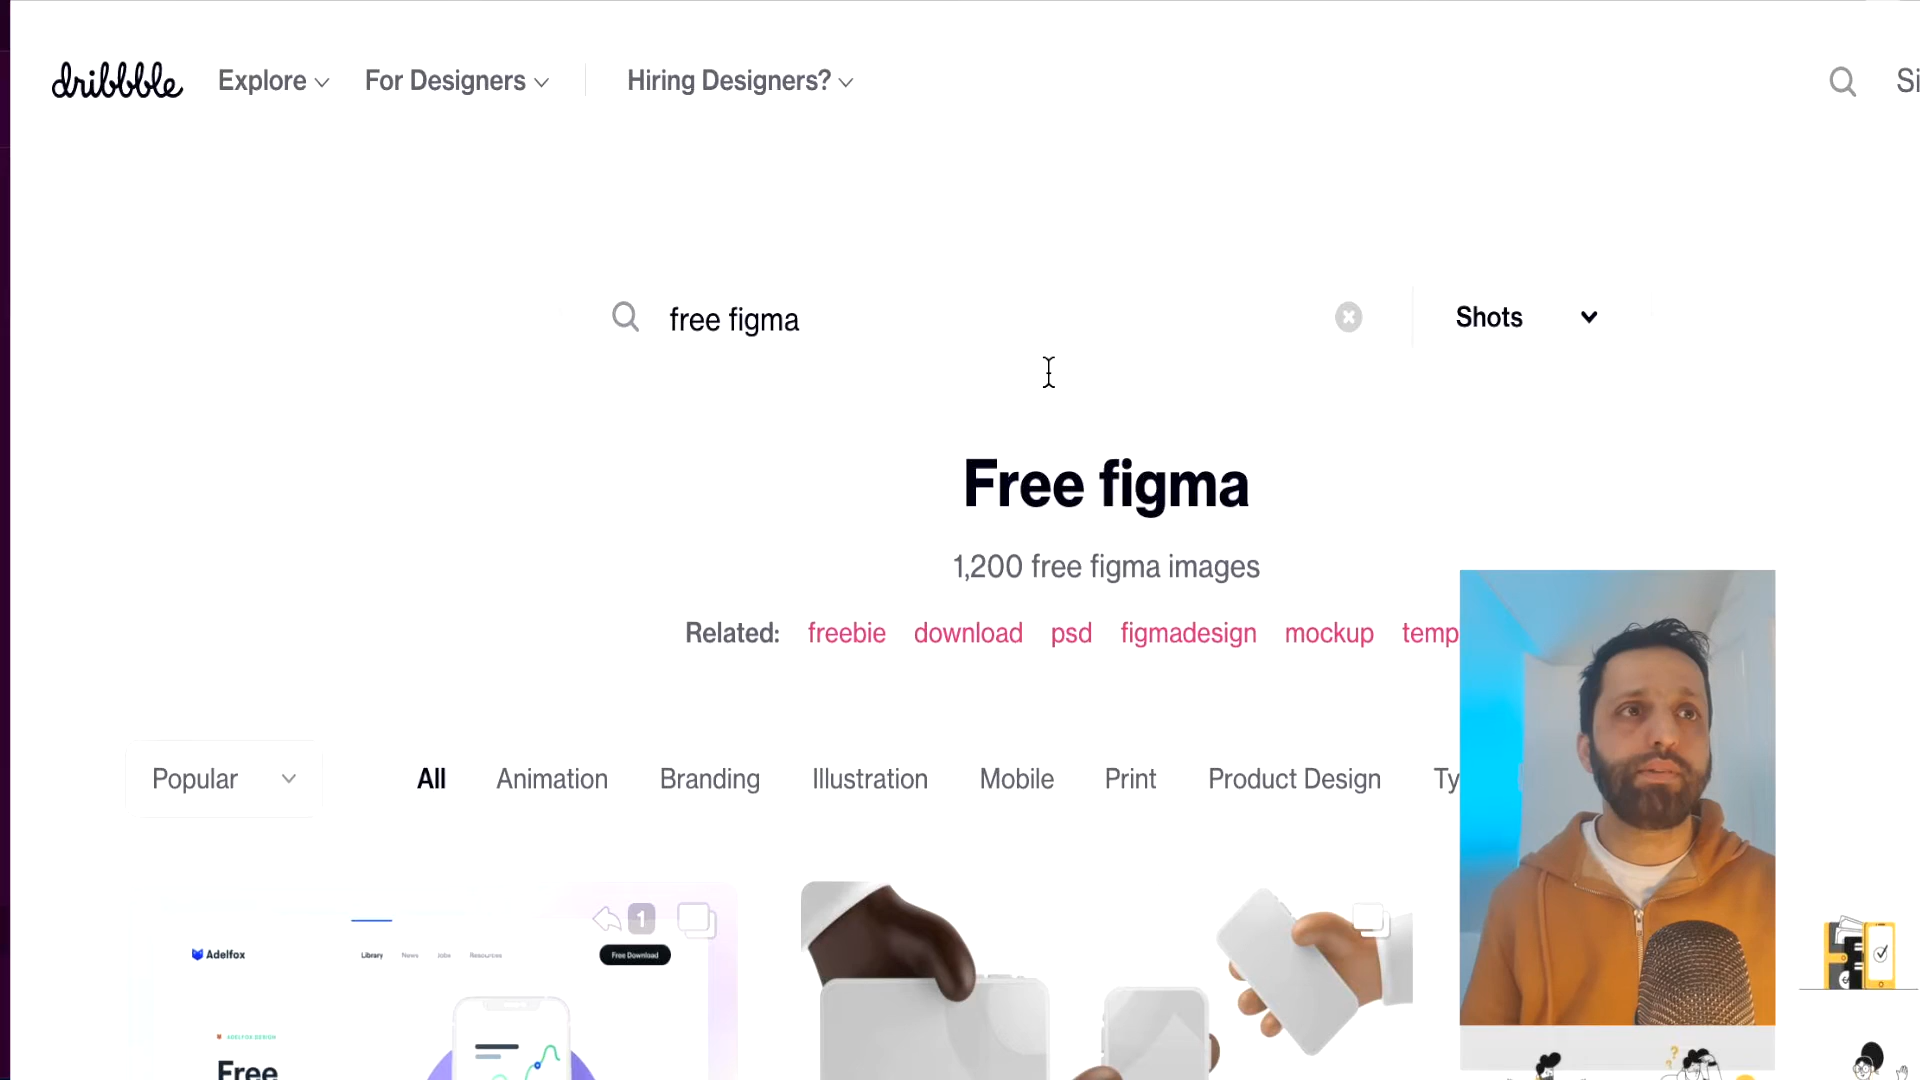 dribbble Explore For Designers Hiring Designers? Si
free figma Shots
Free figma
1,200 free figma images
Related: freebie download psd figmadesign mockup temp
Popular All Animation Branding Illustration Mobile Print Product Design Ty
1
Adelfox Library News Jobs Resources Free Download
ADELFOX.DESIGN
Free